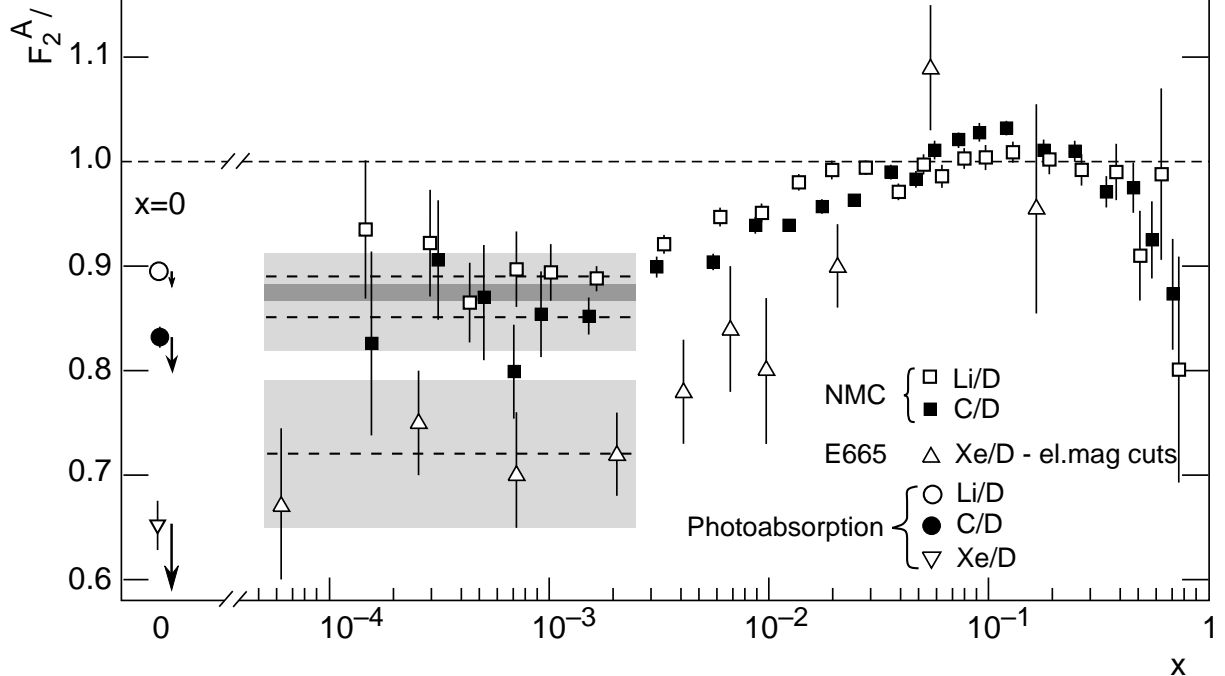 F₂ᴬ/
1.1
1.0
x=0
0.9
0.8
0.7
0.6
NMC
Li/D
C/D
E665
Xe/D - el.mag cuts
Photoabsorption
Li/D
C/D
Xe/D
0
10⁻⁴
10⁻³
10⁻²
10⁻¹
1
x